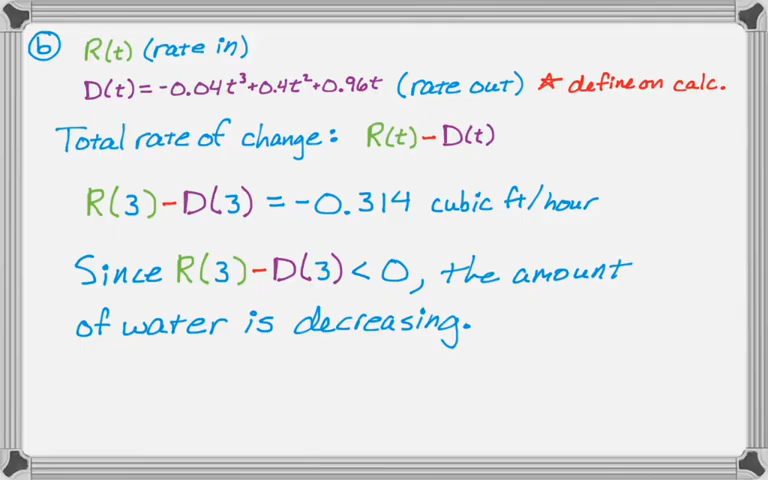 b R(t) (rate in)
D(t)=-0.04t³+0.4t²+0.96t (rate out) ★ define on calc.
Total rate of change: R(t)-D(t)
R(3)-D(3) = -0.314 cubic ft/hour
Since R(3)-D(3) < 0, the amount
of water is decreasing.